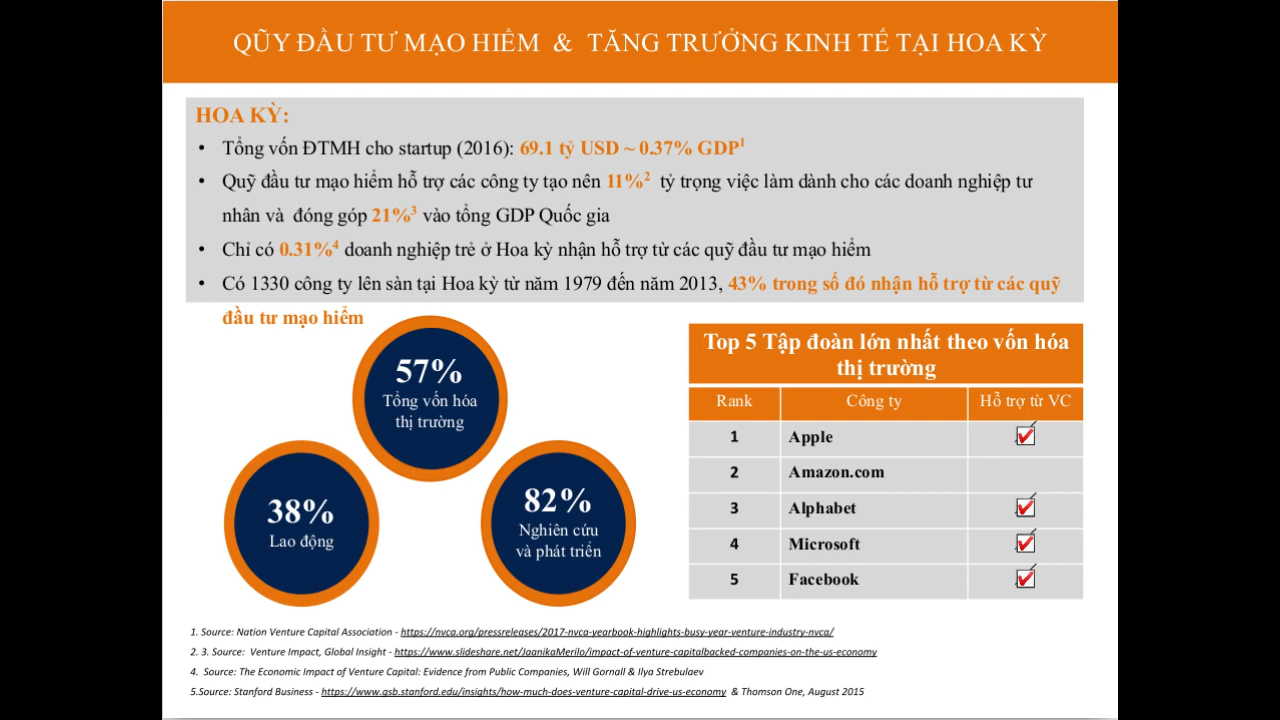 QŨY ĐẦU TƯ MẠO HIỂM & TĂNG TRƯỞNG KINH TẾ TẠI HOA KỲ
HOA KỲ:
• Tổng vốn ĐTMH cho startup (2016): 69.1 tỷ USD ~ 0.37% GDP¹
• Quỹ đầu tư mạo hiểm hỗ trợ các công ty tạo nên 11%² tỷ trọng việc làm dành cho các doanh nghiệp tư
nhân và đóng góp 21%³ vào tổng GDP Quốc gia
• Chỉ có 0.31%⁴ doanh nghiệp trẻ ở Hoa kỳ nhận hỗ trợ từ các quỹ đầu tư mạo hiểm
• Có 1330 công ty lên sàn tại Hoa kỳ từ năm 1979 đến năm 2013, 43% trong số đó nhận hỗ trợ từ các quỹ
đầu tư mạo hiểm
57%
Tổng vốn hóa
thị trường
38%
Lao động
82%
Nghiên cứu
và phát triển
Top 5 Tập đoàn lớn nhất theo vốn hóa
thị trường
Rank Công ty Hỗ trợ từ VC
1 Apple
2 Amazon.com
3 Alphabet
4 Microsoft
5 Facebook
1. Source: Nation Venture Capital Association - https://nvca.org/pressreleases/2017-nvca-yearbook-highlights-busy-year-venture-industry-nvca/
2. 3. Source: Venture Impact, Global Insight - https://www.slideshare.net/JaanikaMerilo/impact-of-venture-capitalbacked-companies-on-the-us-economy
4. Source: The Economic Impact of Venture Capital: Evidence from Public Companies, Will Gornall & Ilya Strebulaev
5.Source: Stanford Business - https://www.gsb.stanford.edu/insights/how-much-does-venture-capital-drive-us-economy & Thomson One, August 2015